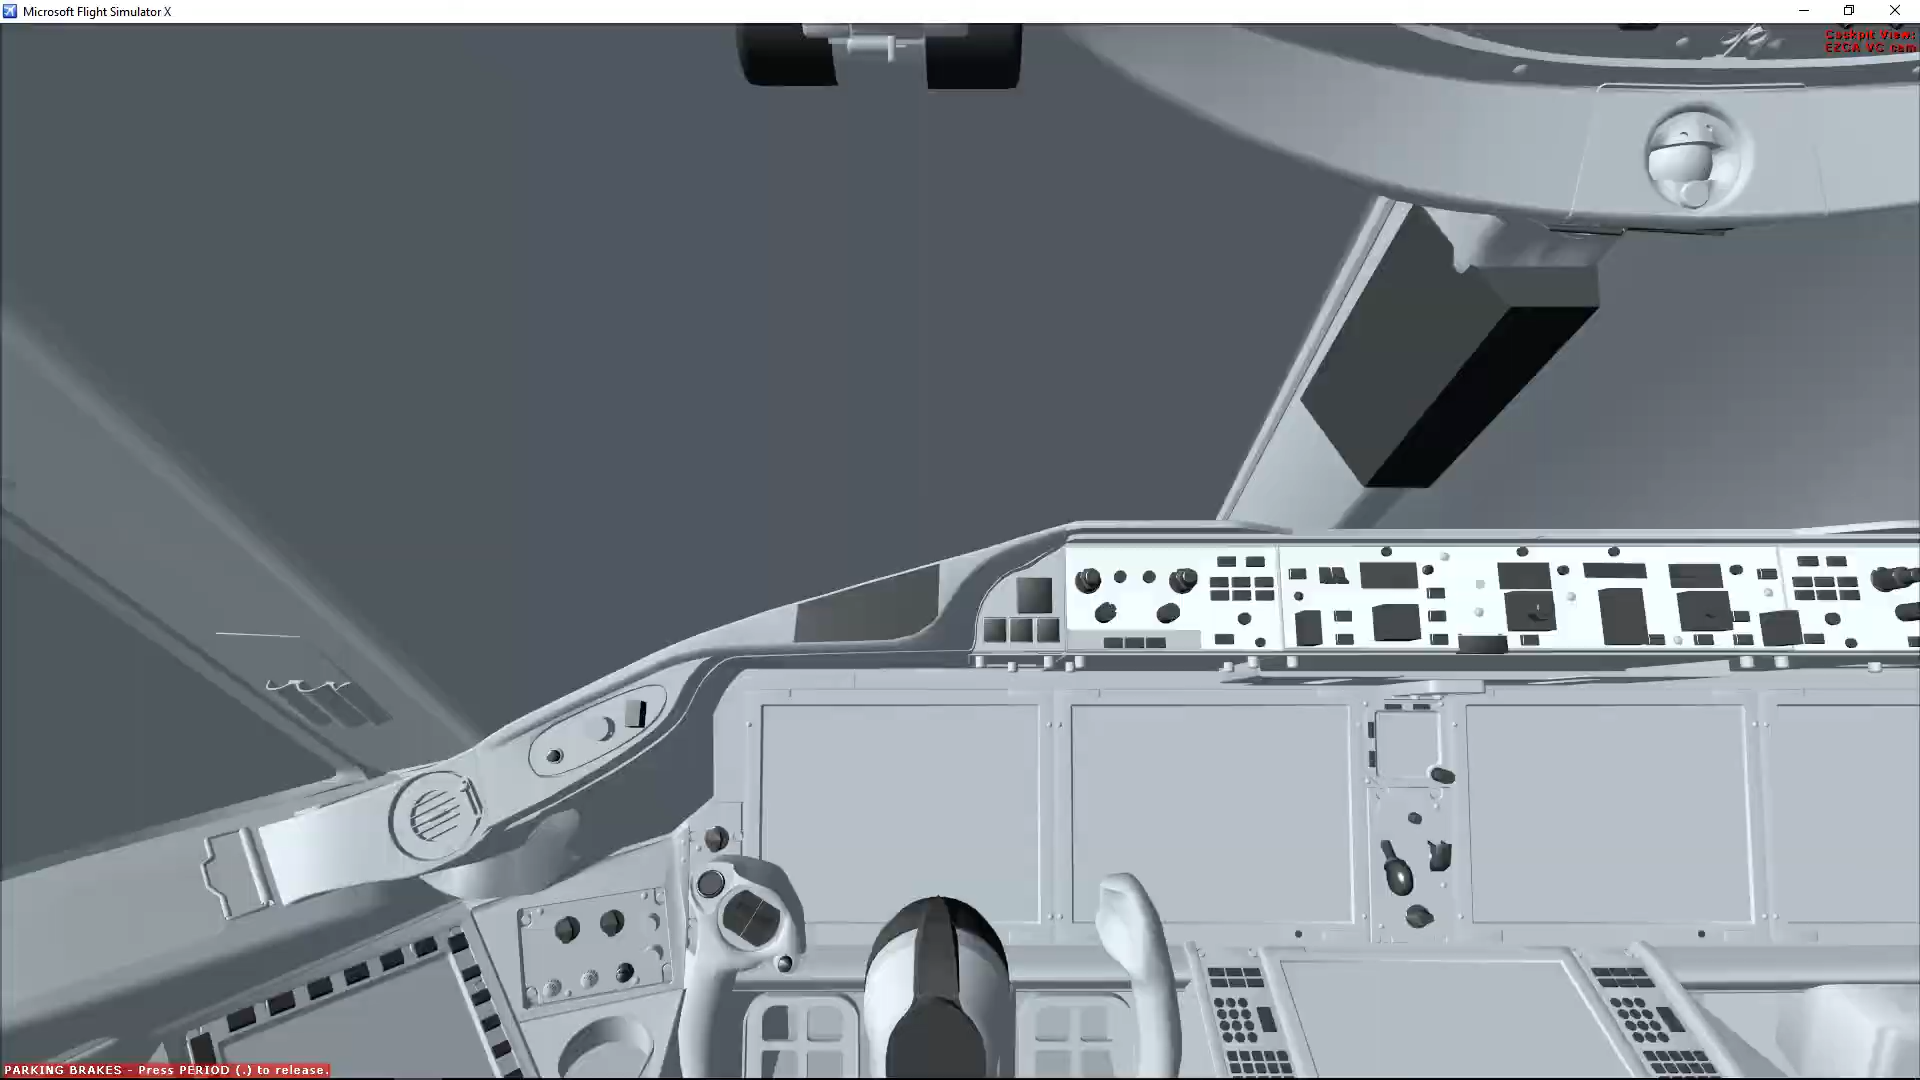 Microsoft Flight Simulator X
Cockpit View:
EZCA VC cam
PARKING BRAKES - Press PERIOD (.) to release.